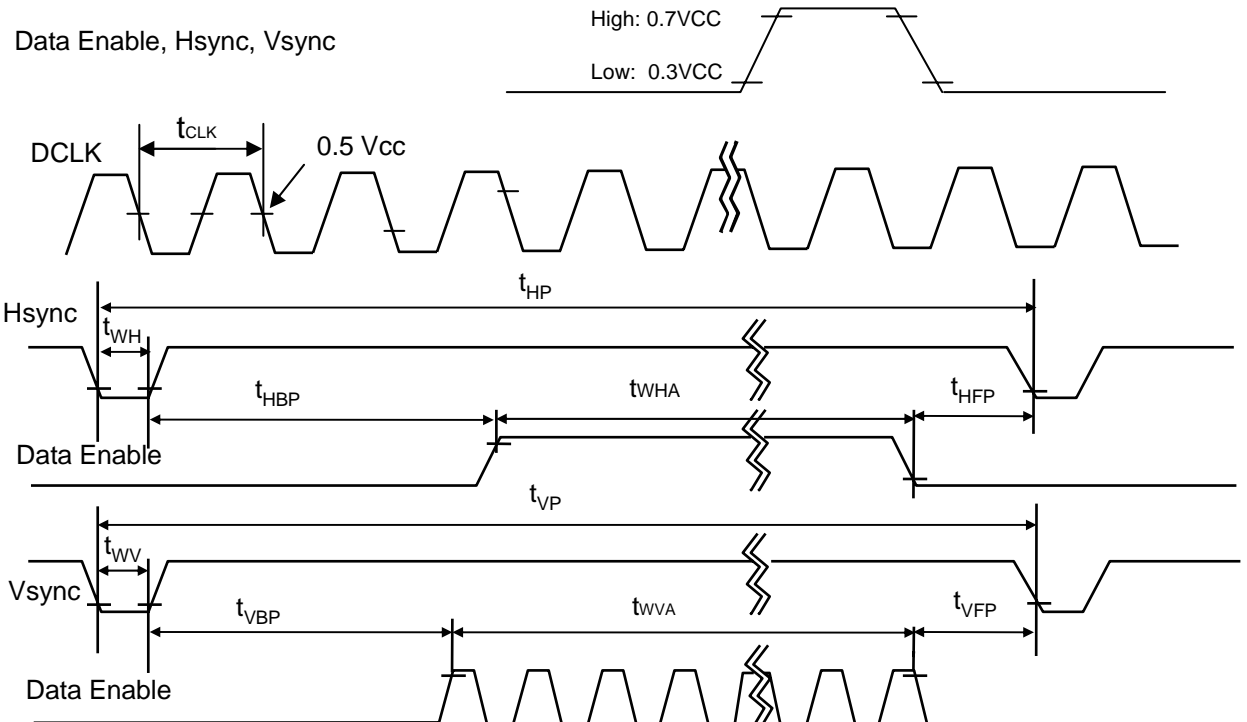 High: 0.7VCC
Data Enable, Hsync, Vsync
Low: 0.3VCC
tCLK
DCLK
0.5 Vcc
tHP
Hsync
tWH
tHBP
tWHA
tHFP
Data Enable
tVP
tWV
Vsync
tVBP
tWVA
tVFP
Data Enable